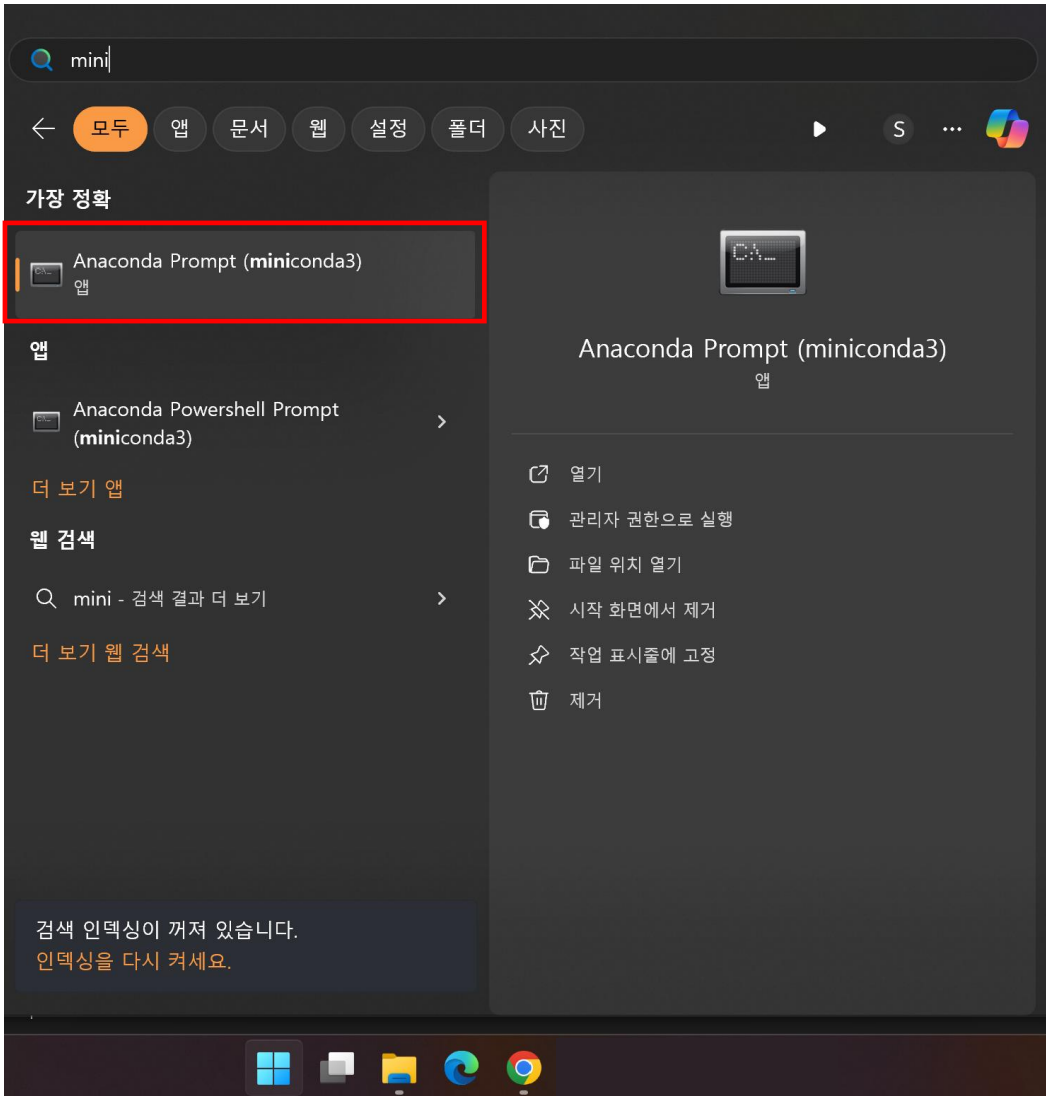 mini
모두 앱 문서 웹 설정 폴더 사진 S ...
가장 정확
Anaconda Prompt (miniconda3)
앱
앱
Anaconda Powershell Prompt
(miniconda3)
더 보기 앱
웹 검색
mini - 검색 결과 더 보기
더 보기 웹 검색
검색 인덱싱이 꺼져 있습니다.
인덱싱을 다시 켜세요.
C:\_
Anaconda Prompt (miniconda3)
앱
열기
관리자 권한으로 실행
파일 위치 열기
시작 화면에서 제거
작업 표시줄에 고정
제거